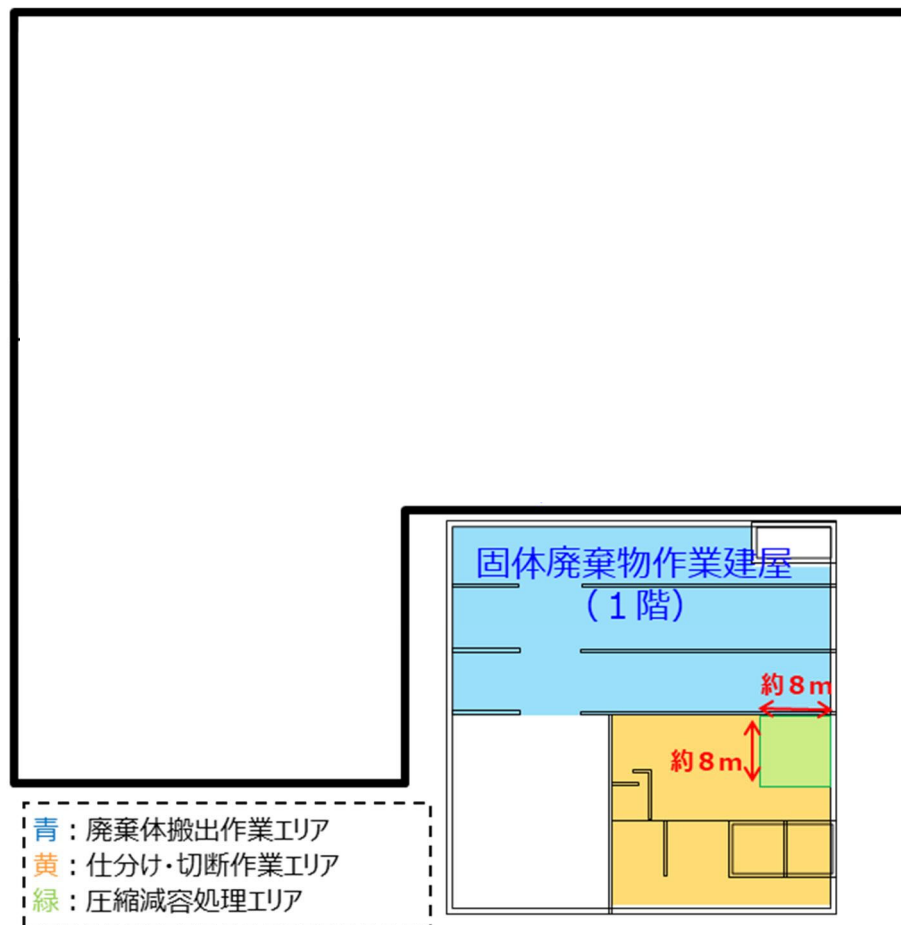 固体廃棄物作業建屋
（１階）
約８ｍ
約８ｍ
青：廃棄体搬出作業エリア
黄：仕分け・切断作業エリア
緑：圧縮減容処理エリア